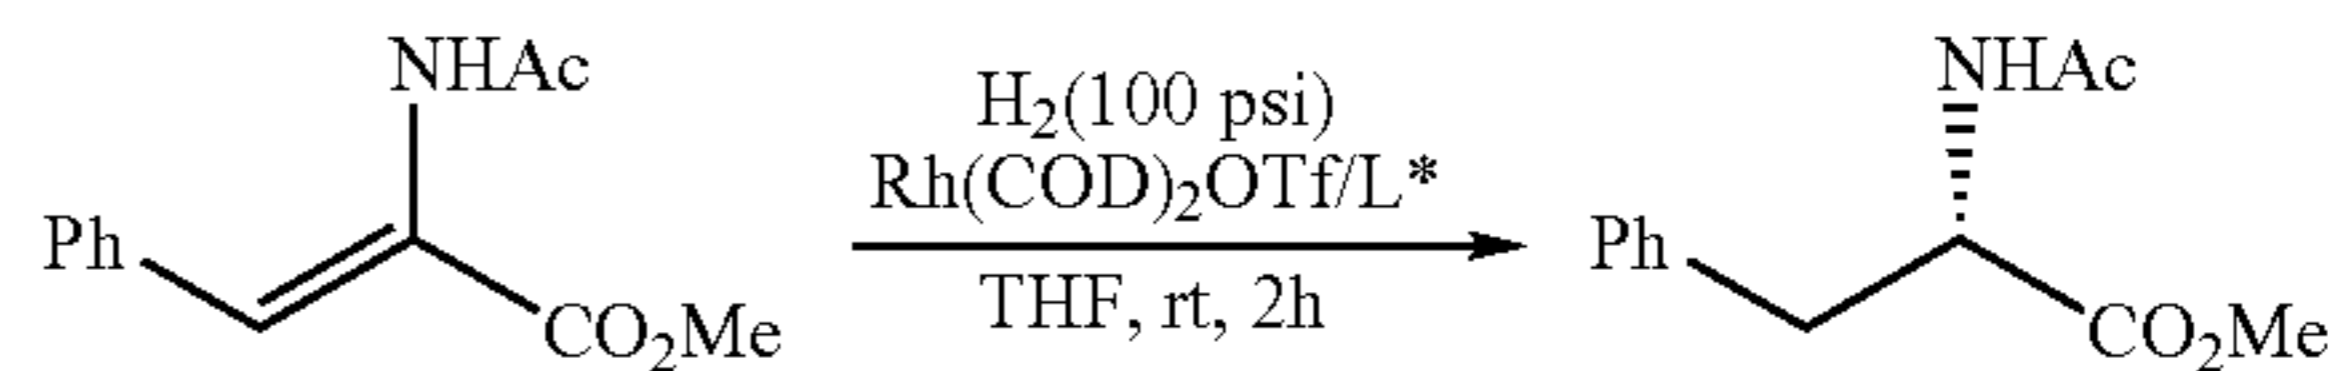 NHAc
Ph
CO₂Me
H₂(100 psi)
Rh(COD)₂OTf/L*
THF, rt, 2h
NHAc
Ph
CO₂Me